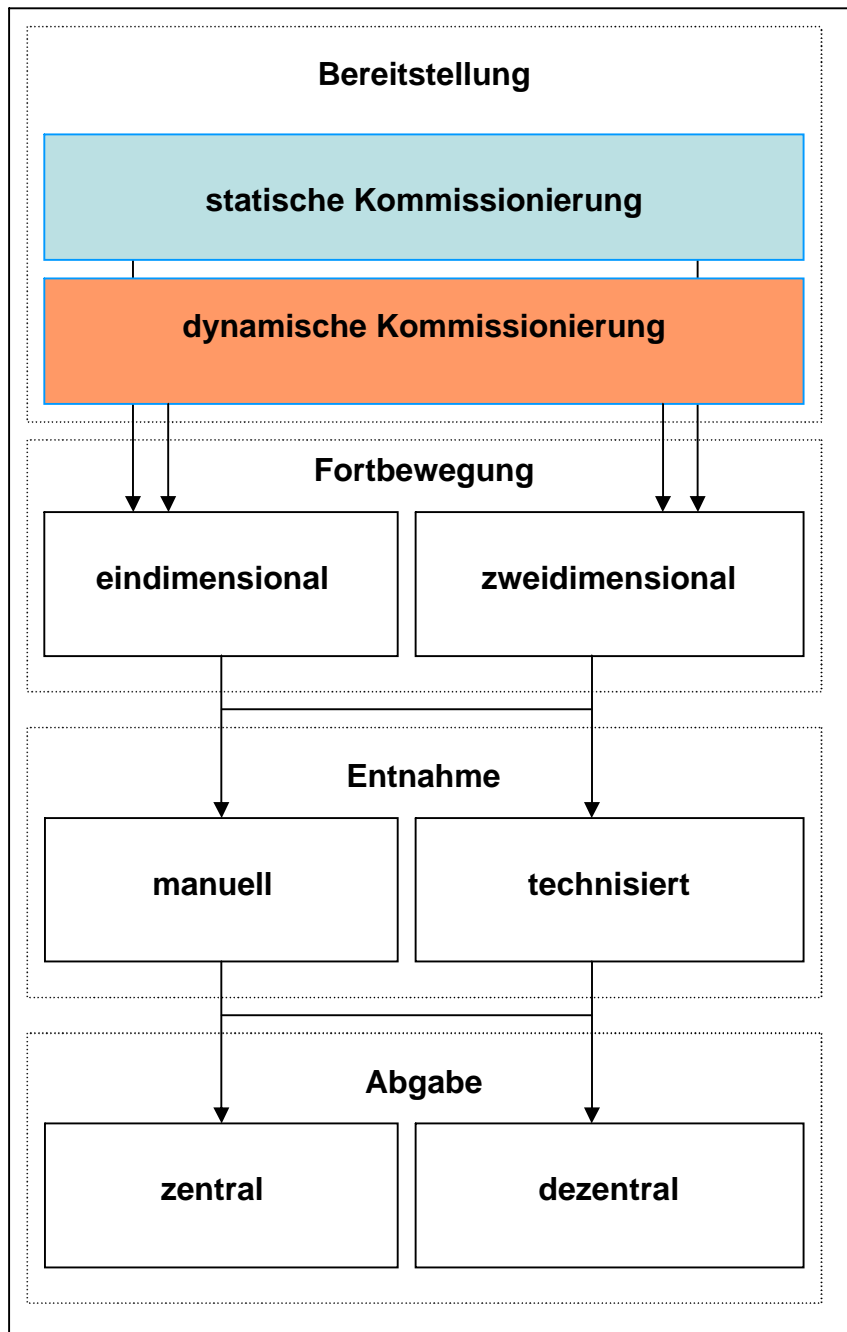 Bereitstellung
statische Kommissionierung
dynamische Kommissionierung
Fortbewegung
eindimensional
zweidimensional
Entnahme
manuell
technisiert
Abgabe
zentral
dezentral